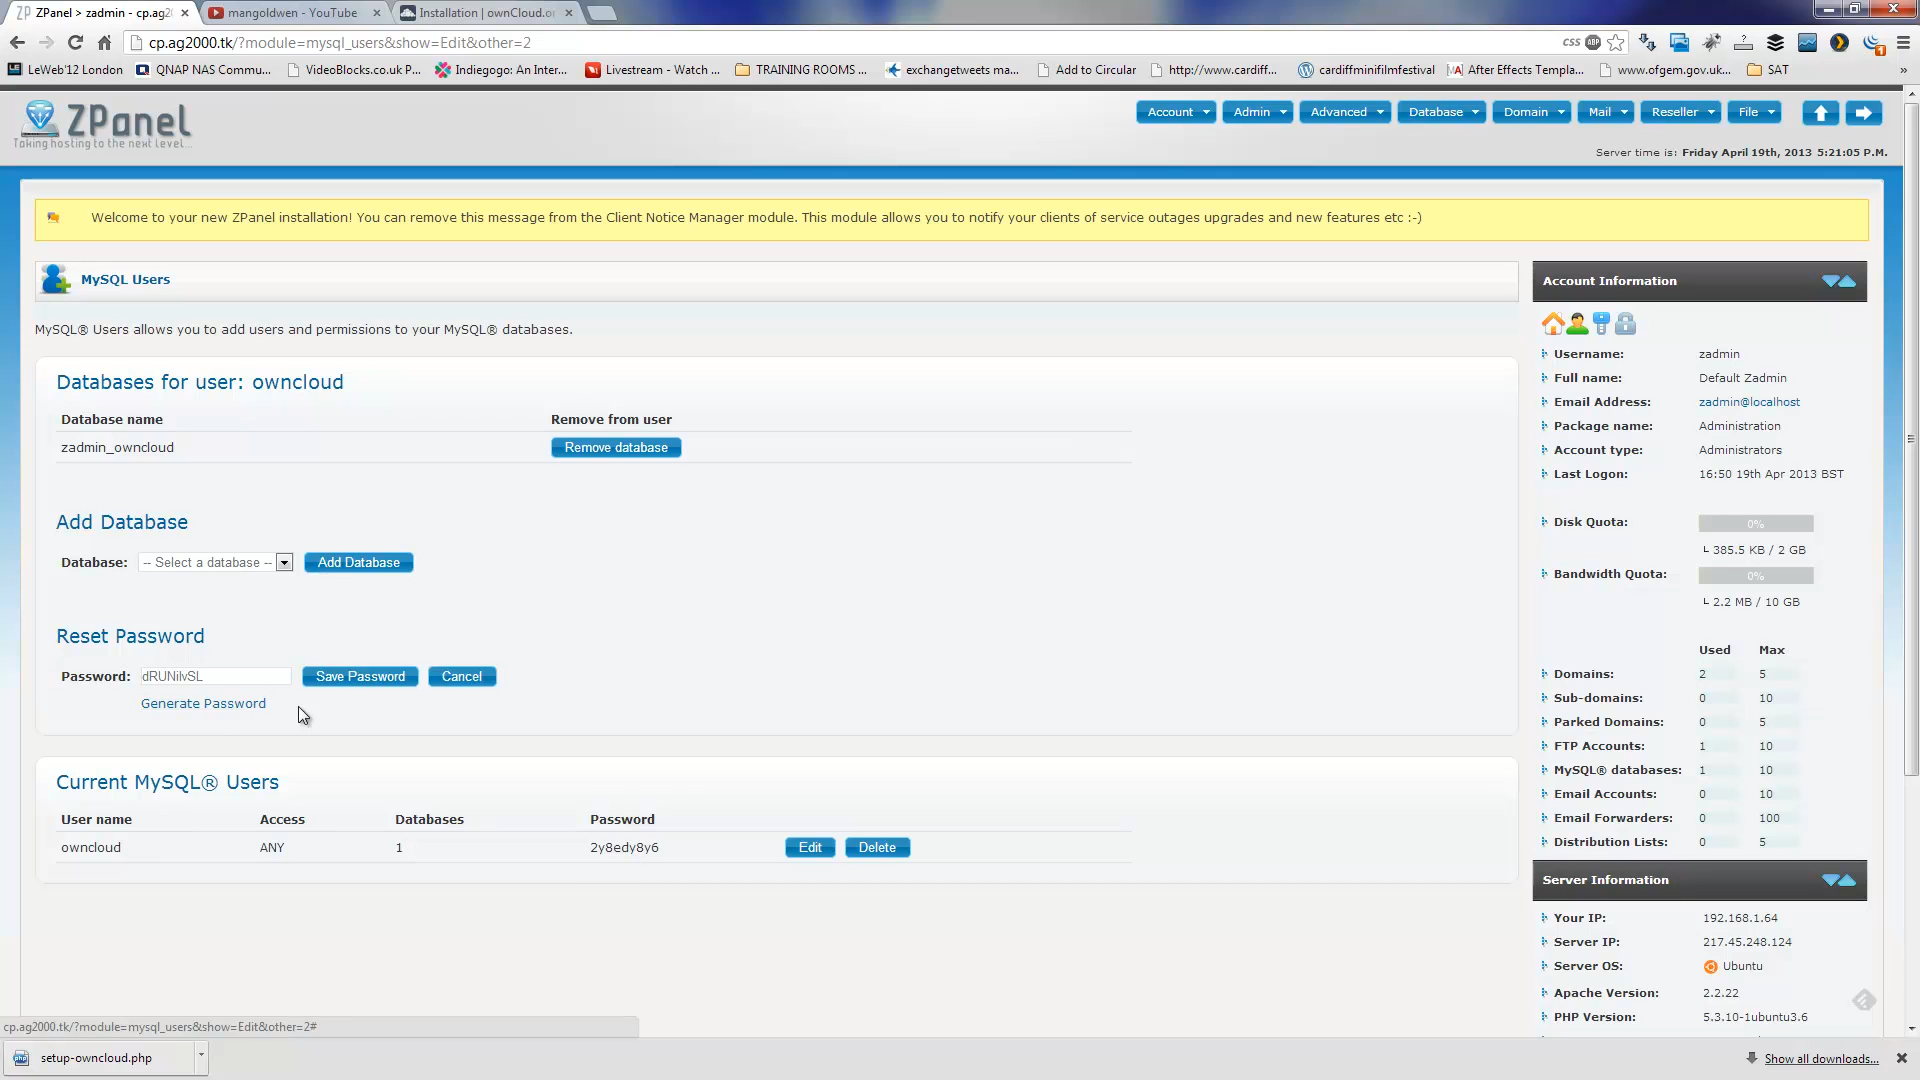 ZPanel > zadmin - cp.ag2
mangoldwen - YouTube
Installation | ownCloud.or
cp.ag2000.tk/?module=mysql_users&show=Edit&other=2
CSS
ABP
LeWeb'12 London
QNAP NAS Commu...
VideoBlocks.co.uk P...
Indiegogo: An Inter...
Livestream - Watch ...
TRAINING ROOMS ...
exchangetweets ma...
Add to Circular
http://www.cardiff...
cardiffminifilmfestival
After Effects Templa...
www.ofgem.gov.uk...
SAT
ZPanel
Taking hosting to the next level...
Account
Admin
Advanced
Database
Domain
Mail
Reseller
File
Server time is: Friday April 19th, 2013 5:21:05 P.M.
Welcome to your new ZPanel installation! You can remove this message from the Client Notice Manager module. This module allows you to notify your clients of service outages upgrades and new features etc :-)
MySQL Users
MySQL® Users allows you to add users and permissions to your MySQL® databases.
Databases for user: owncloud
Database name
Remove from user
zadmin_owncloud
Remove database
Add Database
Database:
-- Select a database --
Add Database
Reset Password
Password:
dRUNilvSL
Save Password
Cancel
Generate Password
Current MySQL® Users
User name
Access
Databases
Password
owncloud
ANY
1
2y8edy8y6
Edit
Delete
Account Information
Username: zadmin
Full name: Default Zadmin
Email Address: zadmin@localhost
Package name: Administration
Account type: Administrators
Last Logon: 16:50 19th Apr 2013 BST
Disk Quota: 0%
385.5 KB / 2 GB
Bandwidth Quota: 0%
2.2 MB / 10 GB
Used Max
Domains: 2 5
Sub-domains: 0 10
Parked Domains: 0 5
FTP Accounts: 1 10
MySQL® databases: 1 10
Email Accounts: 0 10
Email Forwarders: 0 100
Distribution Lists: 0 5
Server Information
Your IP: 192.168.1.64
Server IP: 217.45.248.124
Server OS: Ubuntu
Apache Version: 2.2.22
PHP Version: 5.3.10-1ubuntu3.6
cp.ag2000.tk/?module=mysql_users&show=Edit&other=2#
setup-owncloud.php
Show all downloads...